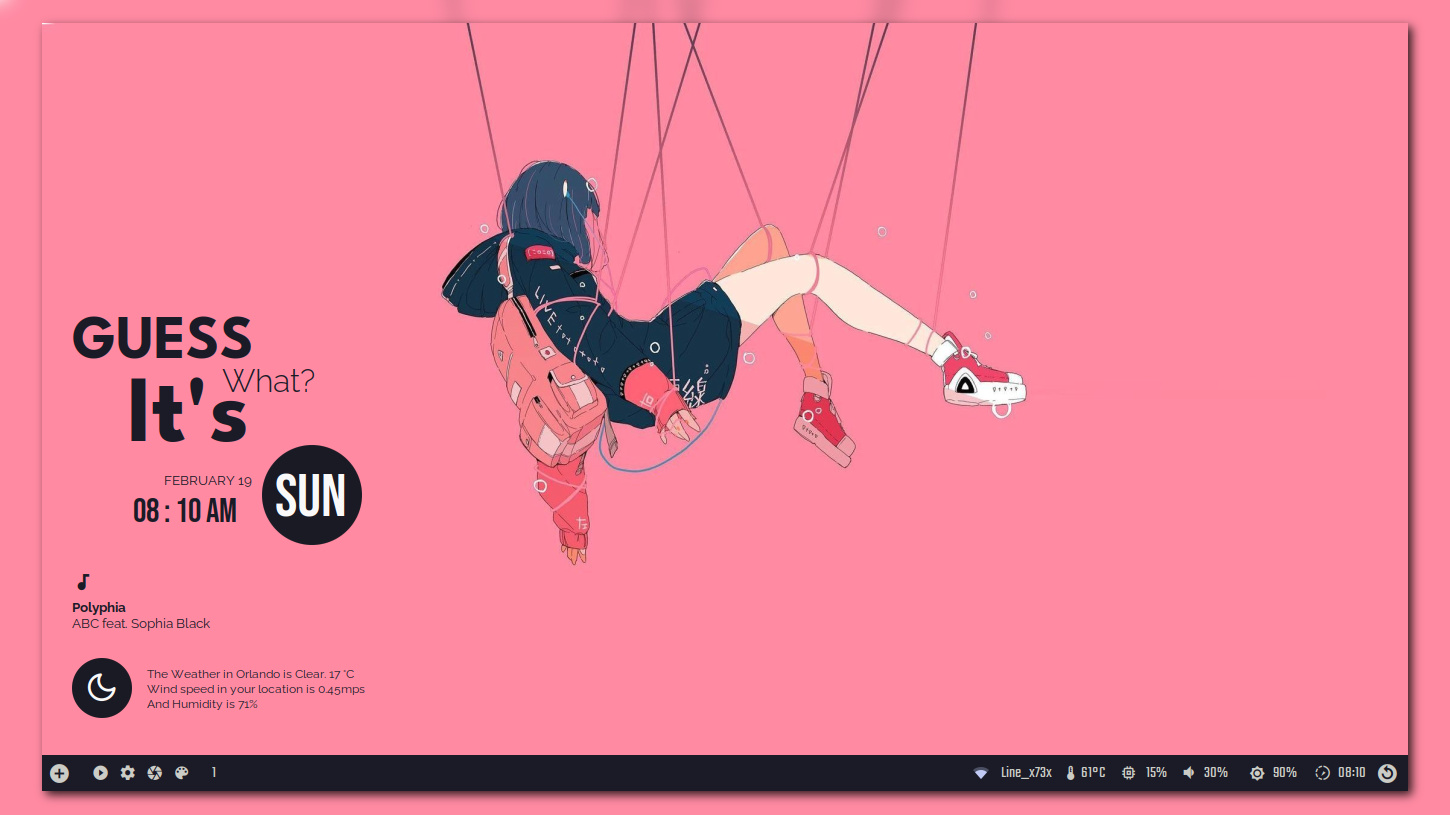 GUESS
What?
It's
FEBRUARY 19
08 : 10 AM
SUN
Polyphia
ABC feat. Sophia Black
The Weather in Orlando is Clear. 17 °C
Wind speed in your location is 0.45mps
And Humidity is 71%
LIVE
線
1
Line_x73x
61°C
15%
30%
90%
08:10